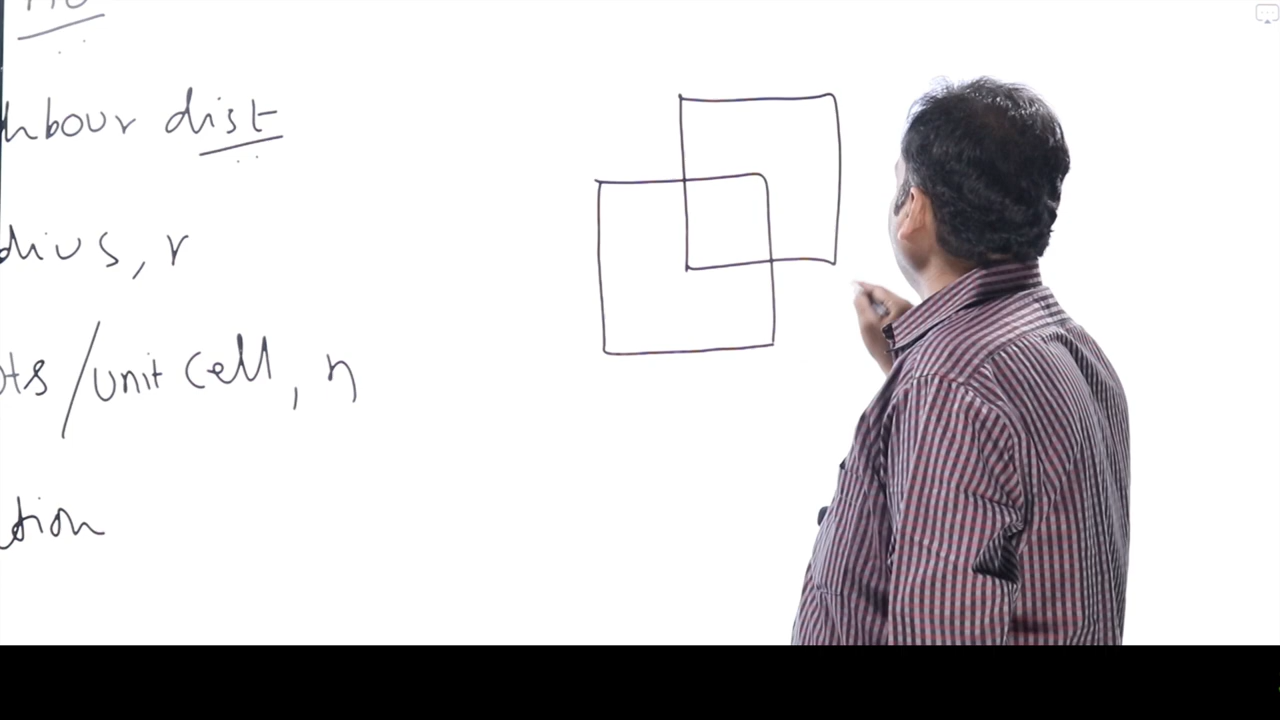 hbour dist
dius, r
ts / unit cell, n
tion